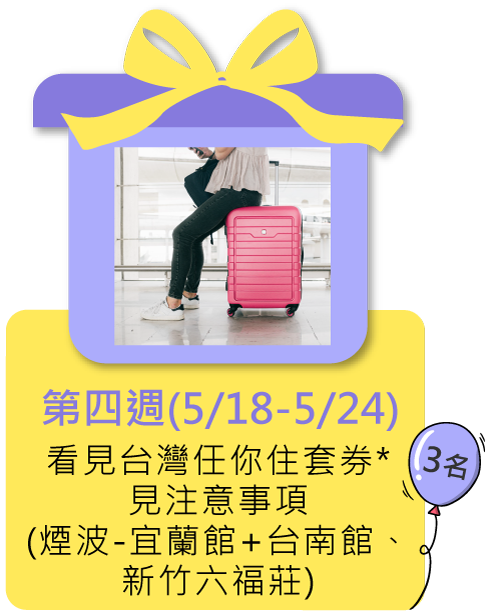 第四週(5/18-5/24)
看見台灣任你住套券*
見注意事項
(煙波-宜蘭館+台南館、
新竹六福莊)
3名